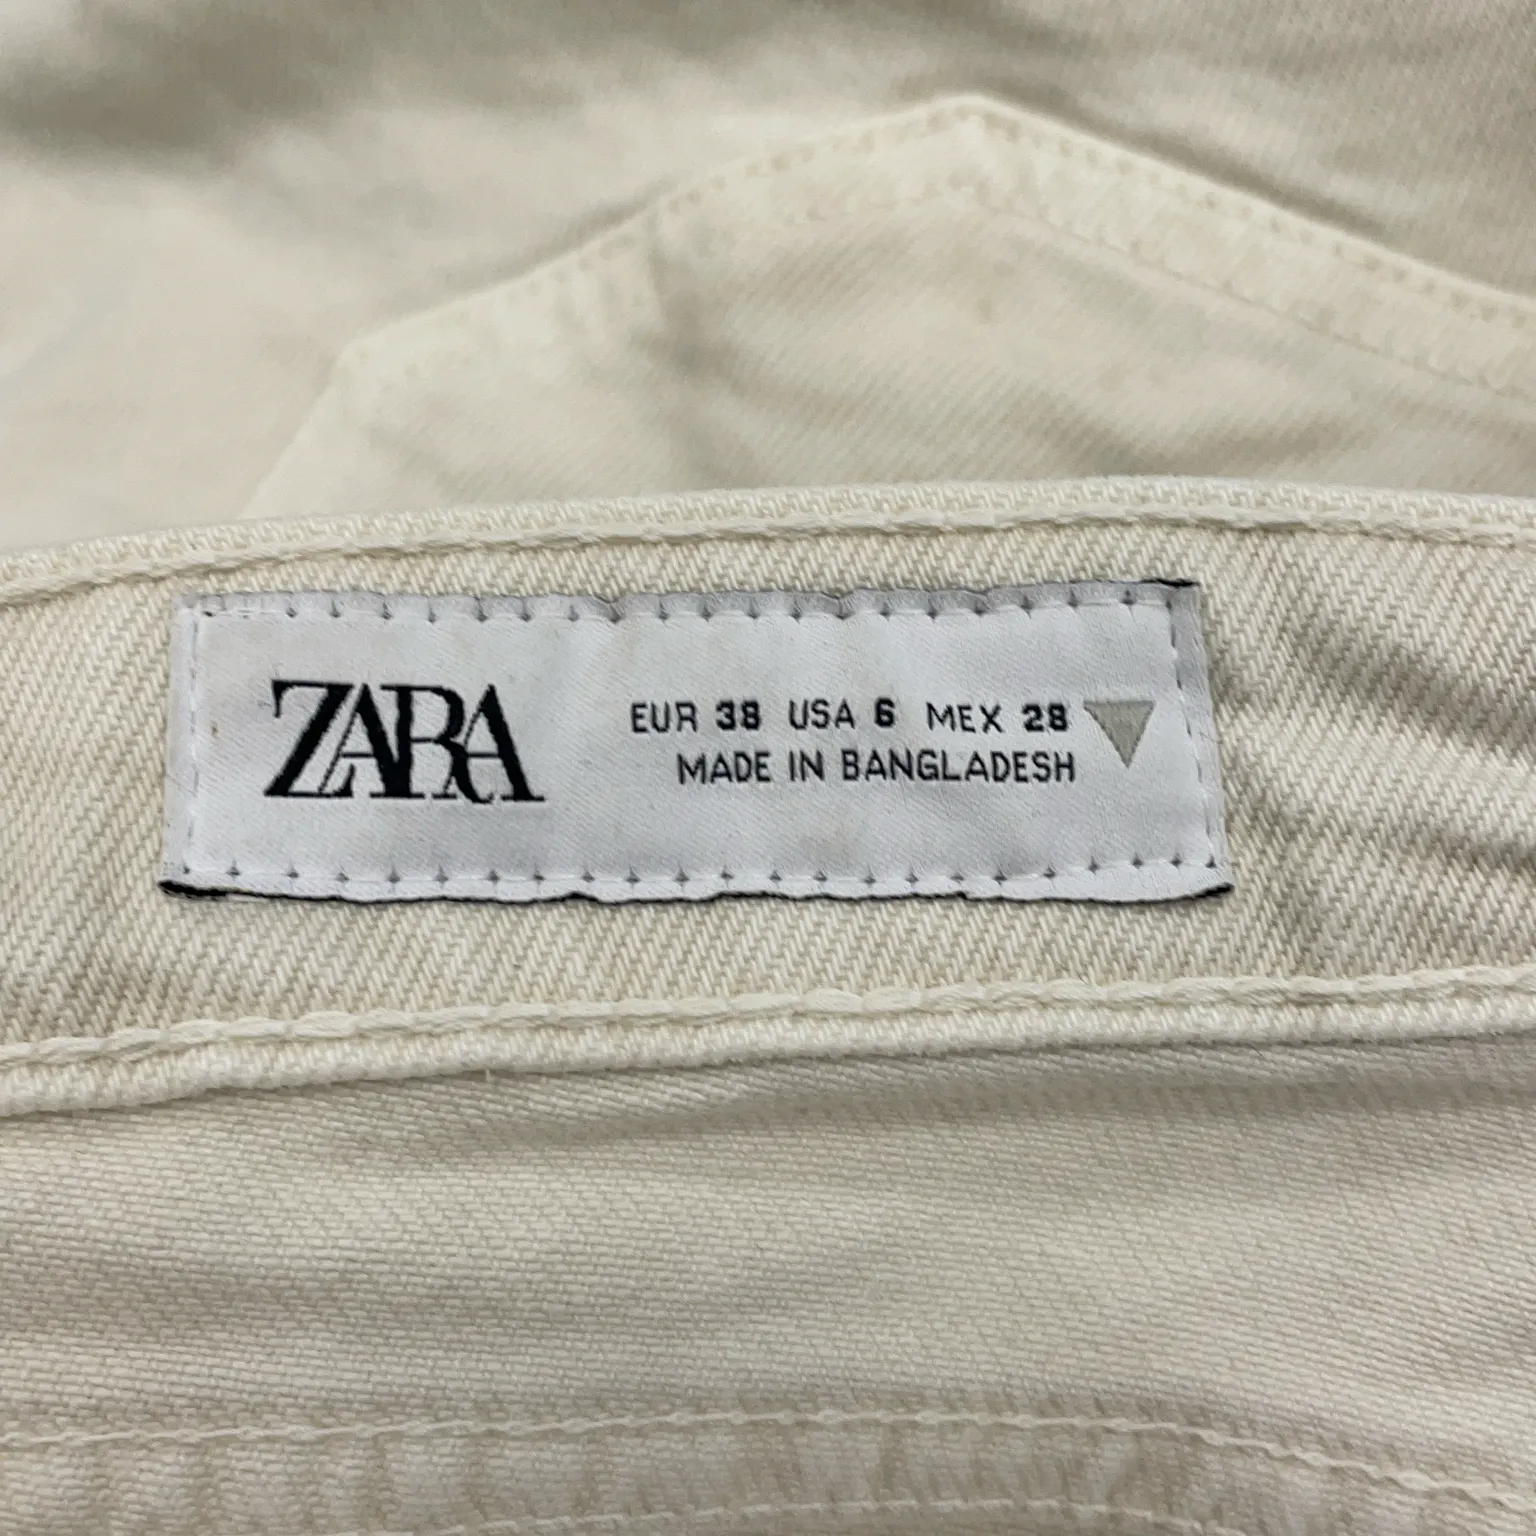 ZARA
EUR 38 USA 6 MEX 28
MADE IN BANGLADESH